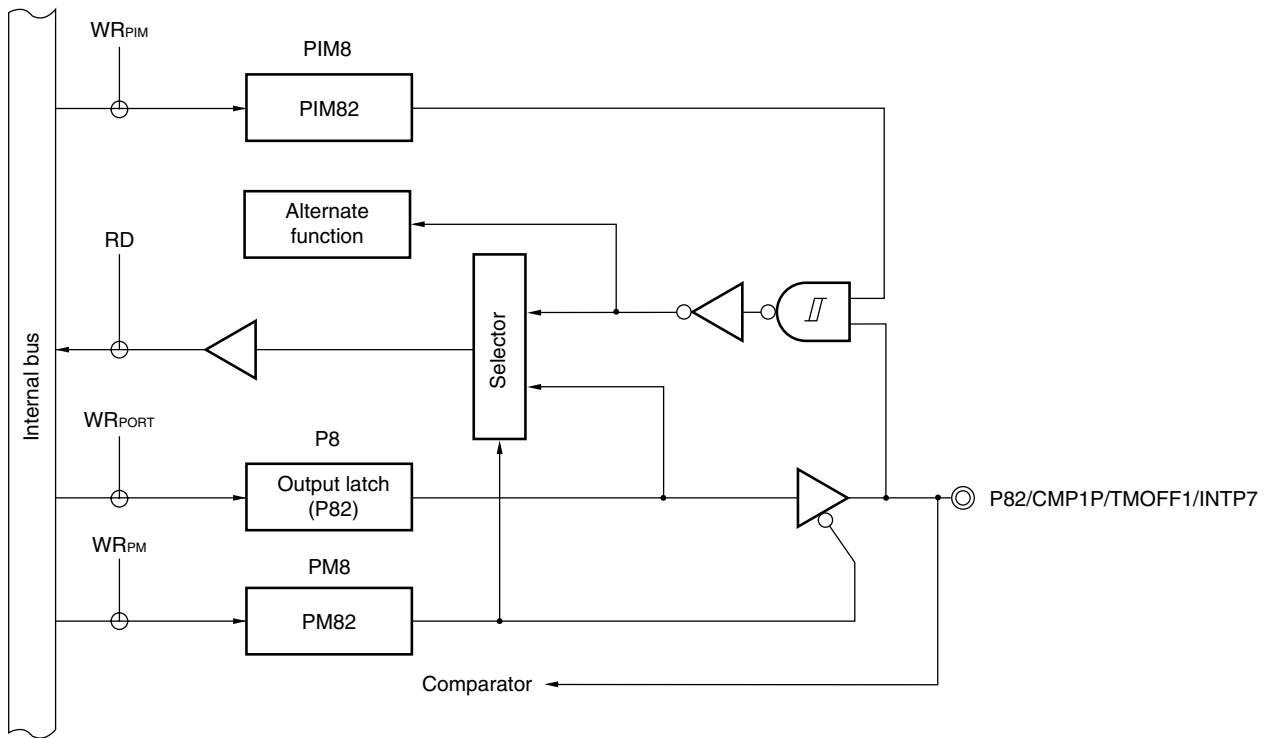 WRPIM
PIM8
PIM82
Alternate
function
RD
Selector
Internal bus
WRPORT
P8
Output latch
(P82)
P82/CMP1P/TMOFF1/INTP7
WRPM
PM8
PM82
Comparator